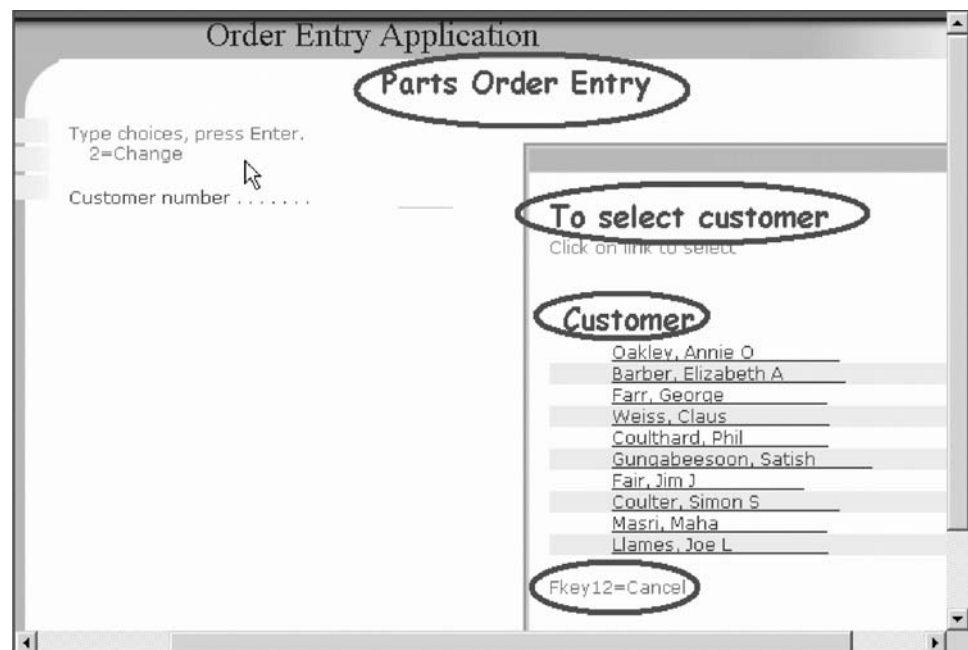 Order Entry Application
Parts Order Entry
Type choices, press Enter.
2=Change
Customer number . . . . . . .
To select customer
Click on link to select
Customer
Oakley, Annie O
Barber, Elizabeth A
Farr, George
Weiss, Claus
Coulthard, Phil
Gungabeesoon, Satish
Fair, Jim J
Coulter, Simon S
Masri, Maha
Llames, Joe L
Fkey12=Cancel